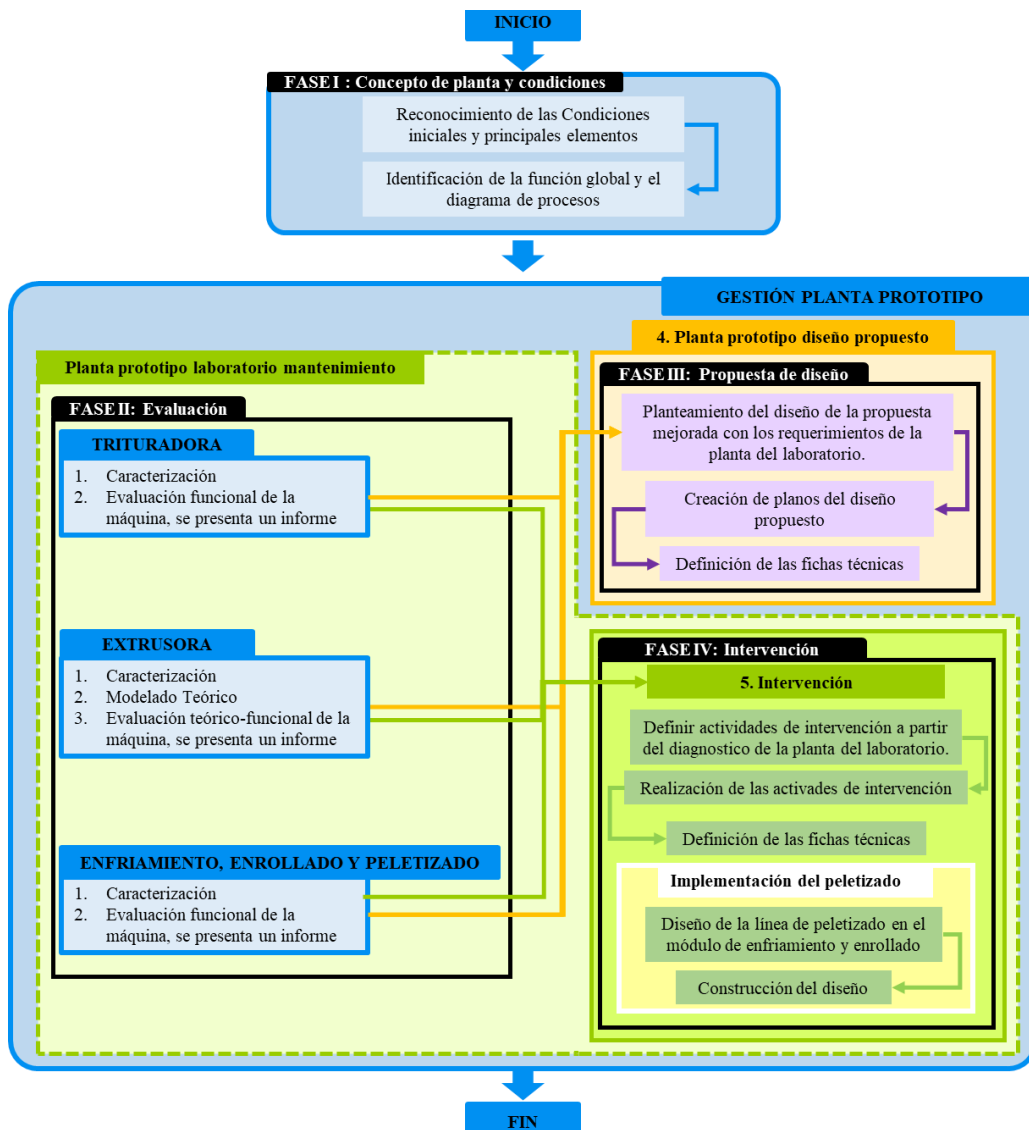 INICIO
FASE I : Concepto de planta y condiciones
Reconocimiento de las Condiciones
iniciales y principales elementos
Identificación de la función global y el
diagrama de procesos
GESTIÓN PLANTA PROTOTIPO
Planta prototipo laboratorio mantenimiento
FASE II: Evaluación
TRITURADORA
1. Caracterización
2. Evaluación funcional de la
máquina, se presenta un informe
EXTRUSORA
1. Caracterización
2. Modelado Teórico
3. Evaluación teórico-funcional de la
máquina, se presenta un informe
ENFRIAMIENTO, ENROLLADO Y PELETIZADO
1. Caracterización
2. Evaluación funcional de la
máquina, se presenta un informe
4. Planta prototipo diseño propuesto
FASE III: Propuesta de diseño
Planteamiento del diseño de la propuesta
mejorada con los requerimientos de la
planta del laboratorio.
Creación de planos del diseño
propuesto
Definición de las fichas técnicas
FASE IV: Intervención
5. Intervención
Definir actividades de intervención a partir
del diagnostico de la planta del laboratorio.
Realización de las activades de intervención
Definición de las fichas técnicas
Implementación del peletizado
Diseño de la línea de peletizado en el
módulo de enfriamiento y enrollado
Construcción del diseño
FIN